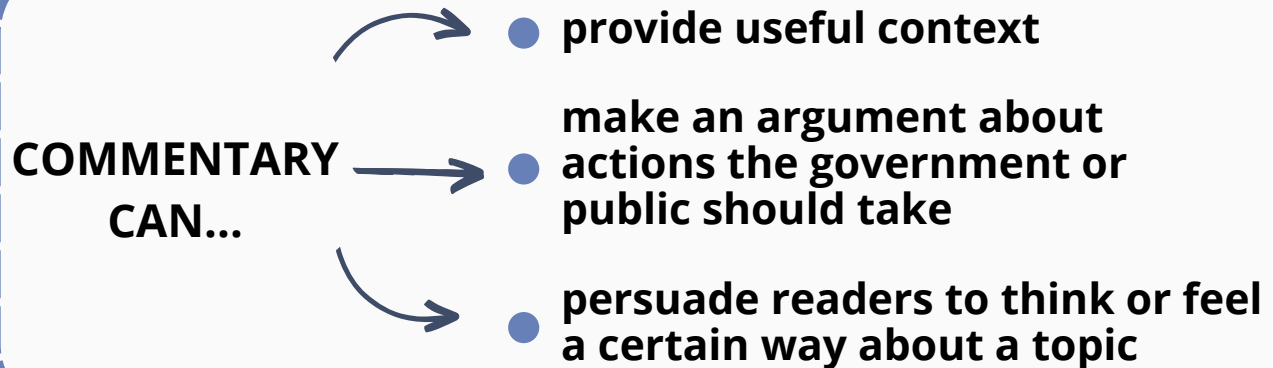 COMMENTARY
CAN...
provide useful context
make an argument about
actions the government or
public should take
persuade readers to think or feel
a certain way about a topic